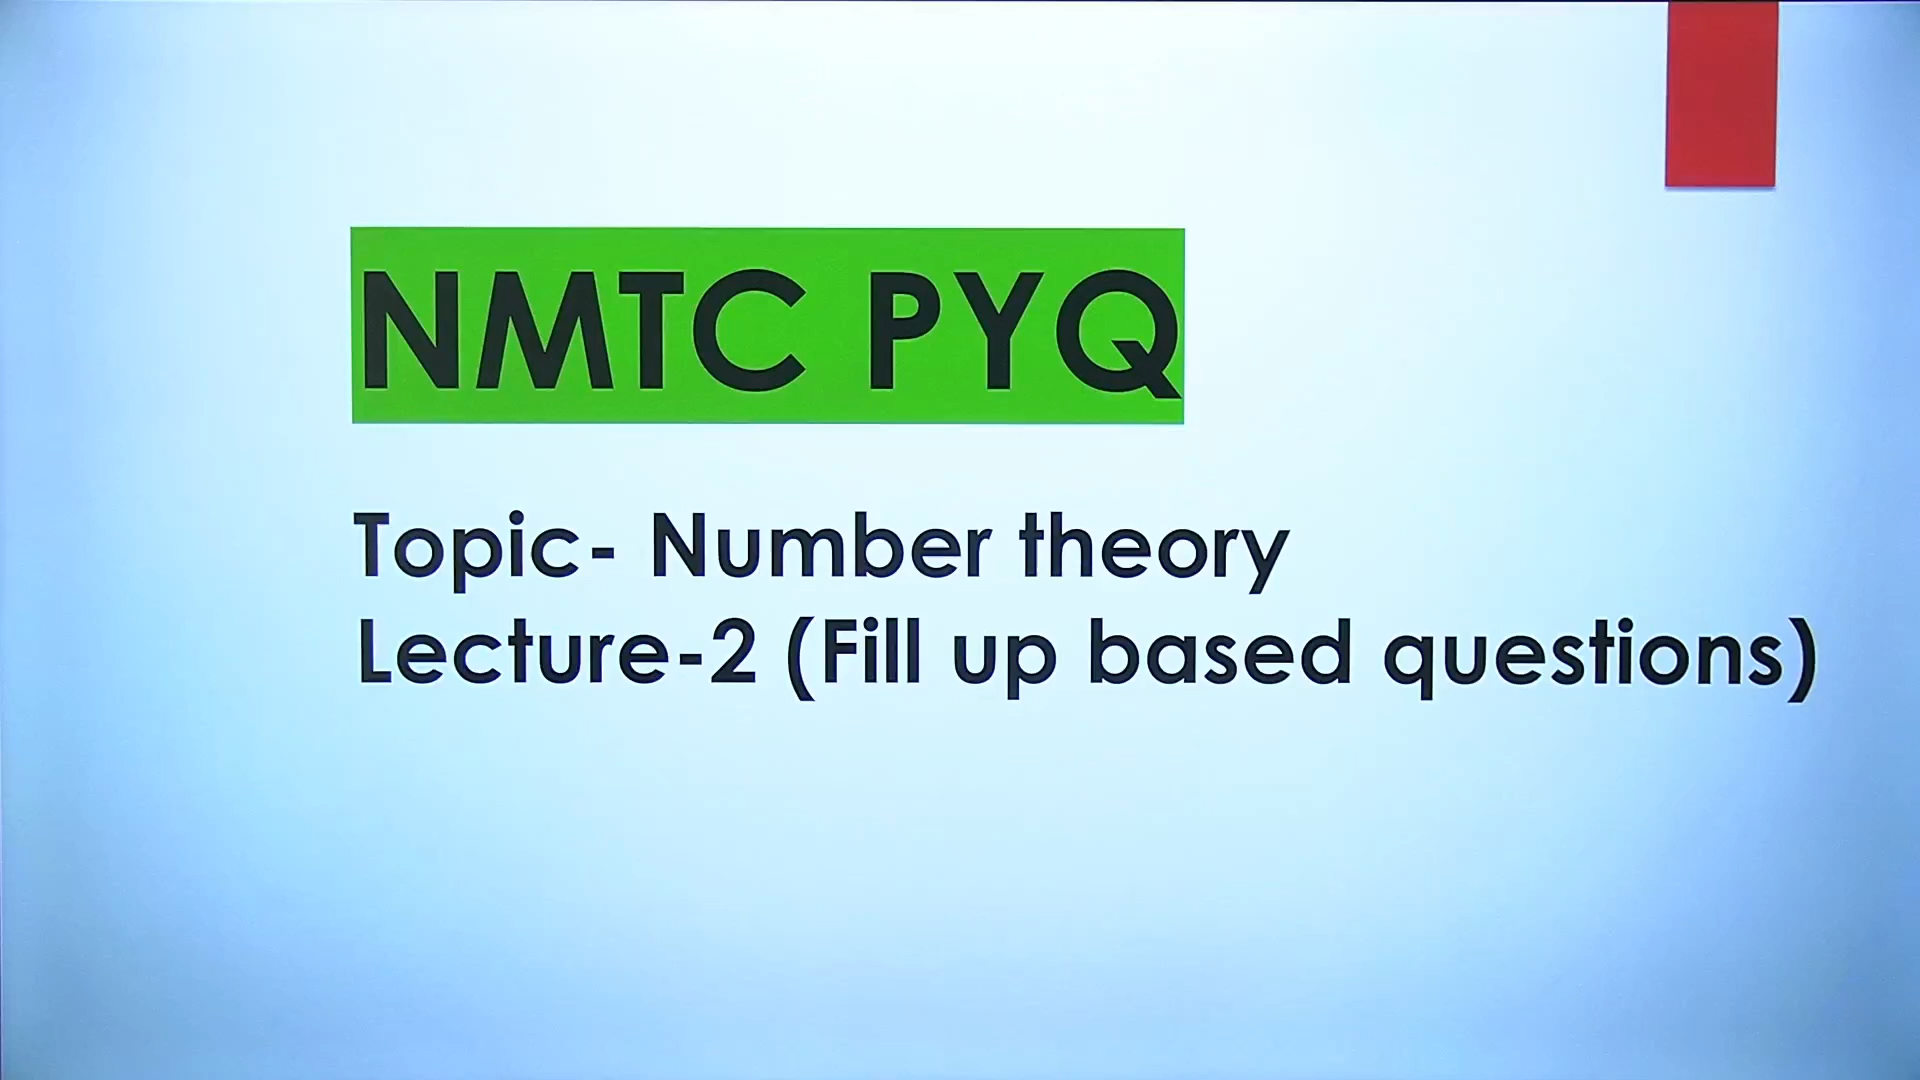 NMTC PYQ
Topic- Number theory
Lecture-2 (Fill up based questions)